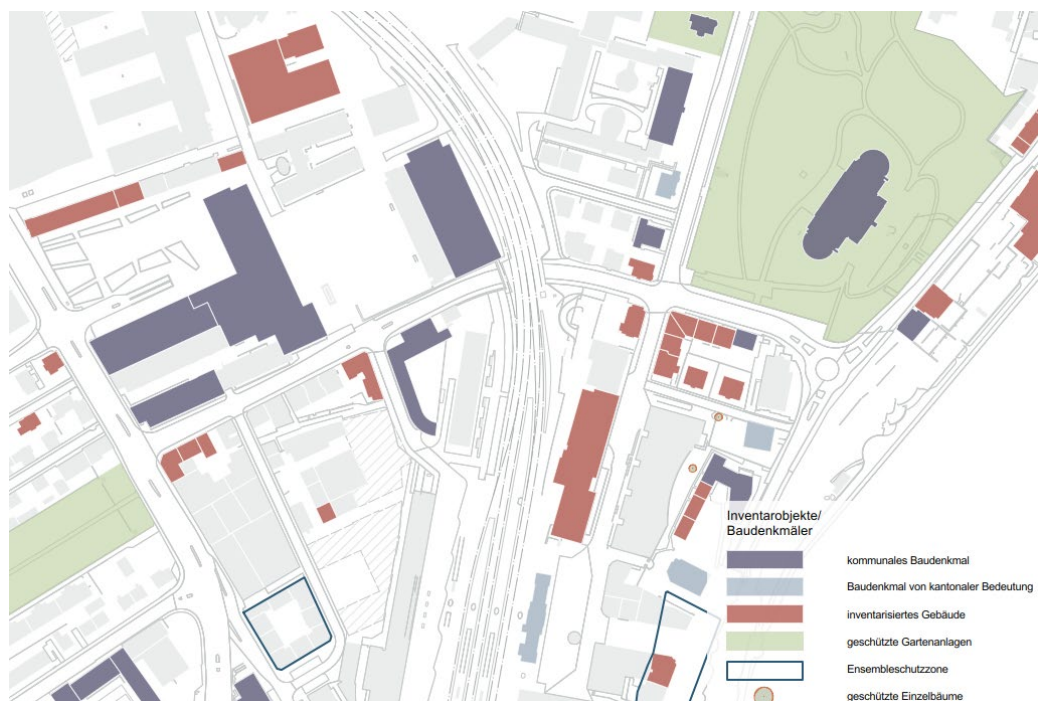 Inventarobjekte/
Baudenkmäler
kommunales Baudenkmal
Baudenkmal von kantonaler Bedeutung
inventarisiertes Gebäude
geschützte Gartenanlagen
Ensembleschutzzone
geschützte Einzelbäume